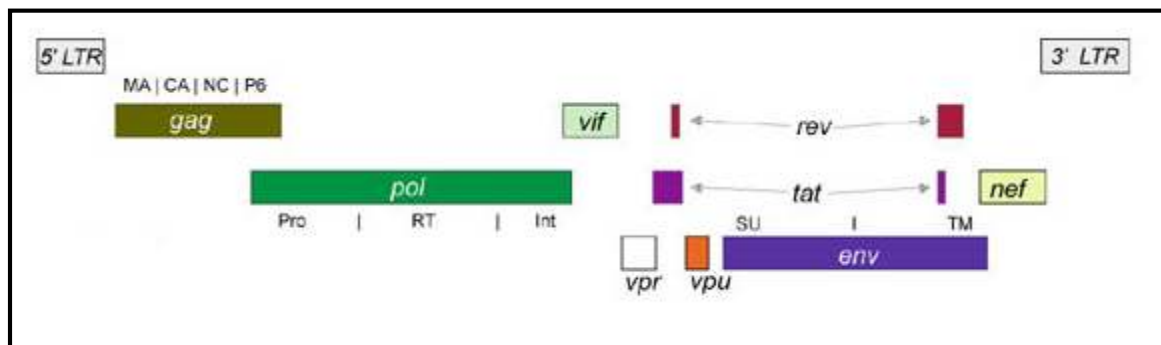 5' LTR
3' LTR
MA | CA | NC | P6
gag
vif
rev
pol
tat
nef
Pro | RT | Int
SU I TM
env
vpr
vpu